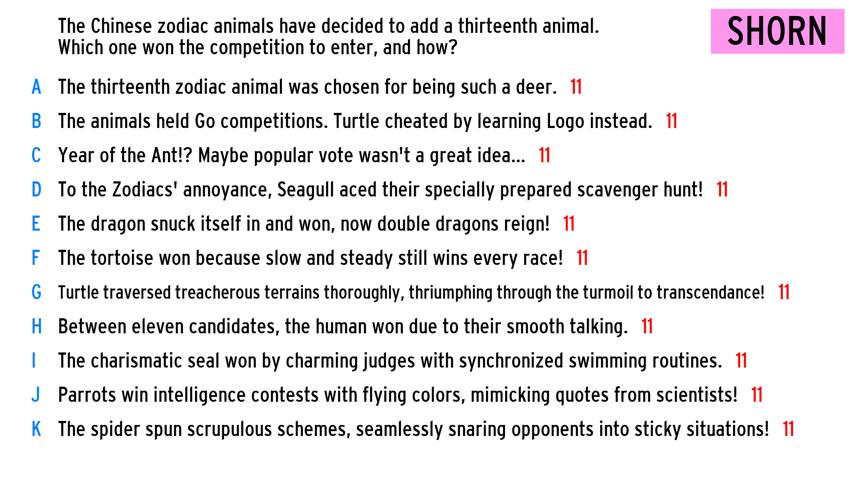 The Chinese zodiac animals have decided to add a thirteenth animal.
Which one won the competition to enter, and how?
SHORN
A The thirteenth zodiac animal was chosen for being such a deer. 11
B The animals held Go competitions. Turtle cheated by learning Logo instead. 11
C Year of the Ant!? Maybe popular vote wasn't a great idea... 11
D To the Zodiacs' annoyance, Seagull aced their specially prepared scavenger hunt! 11
E The dragon snuck itself in and won, now double dragons reign! 11
F The tortoise won because slow and steady still wins every race! 11
G Turtle traversed treacherous terrains thoroughly, thriumphing through the turmoil to transcendance! 11
H Between eleven candidates, the human won due to their smooth talking. 11
I The charismatic seal won by charming judges with synchronized swimming routines. 11
J Parrots win intelligence contests with flying colors, mimicking quotes from scientists! 11
K The spider spun scrupulous schemes, seamlessly snaring opponents into sticky situations! 11